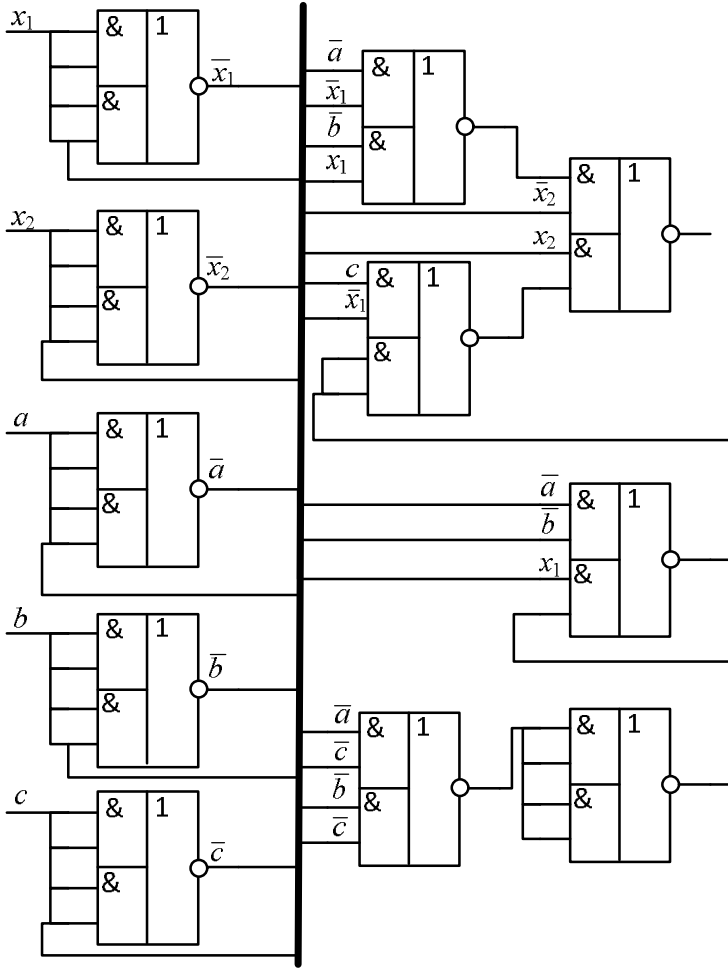 x₁ & 1
&
x̅₁
x₂ & 1
&
x̅₂
a & 1
&
a̅
b & 1
&
b̅
c & 1
&
c̅
a̅
x̅₁
b̅
x₁
& 1
&
x̅₂
x₂
& 1
&
c
x̅₁
& 1
&
a̅
b̅
x₁
& 1
&
a̅
c̅
b̅
c̅
& 1
&
& 1
&